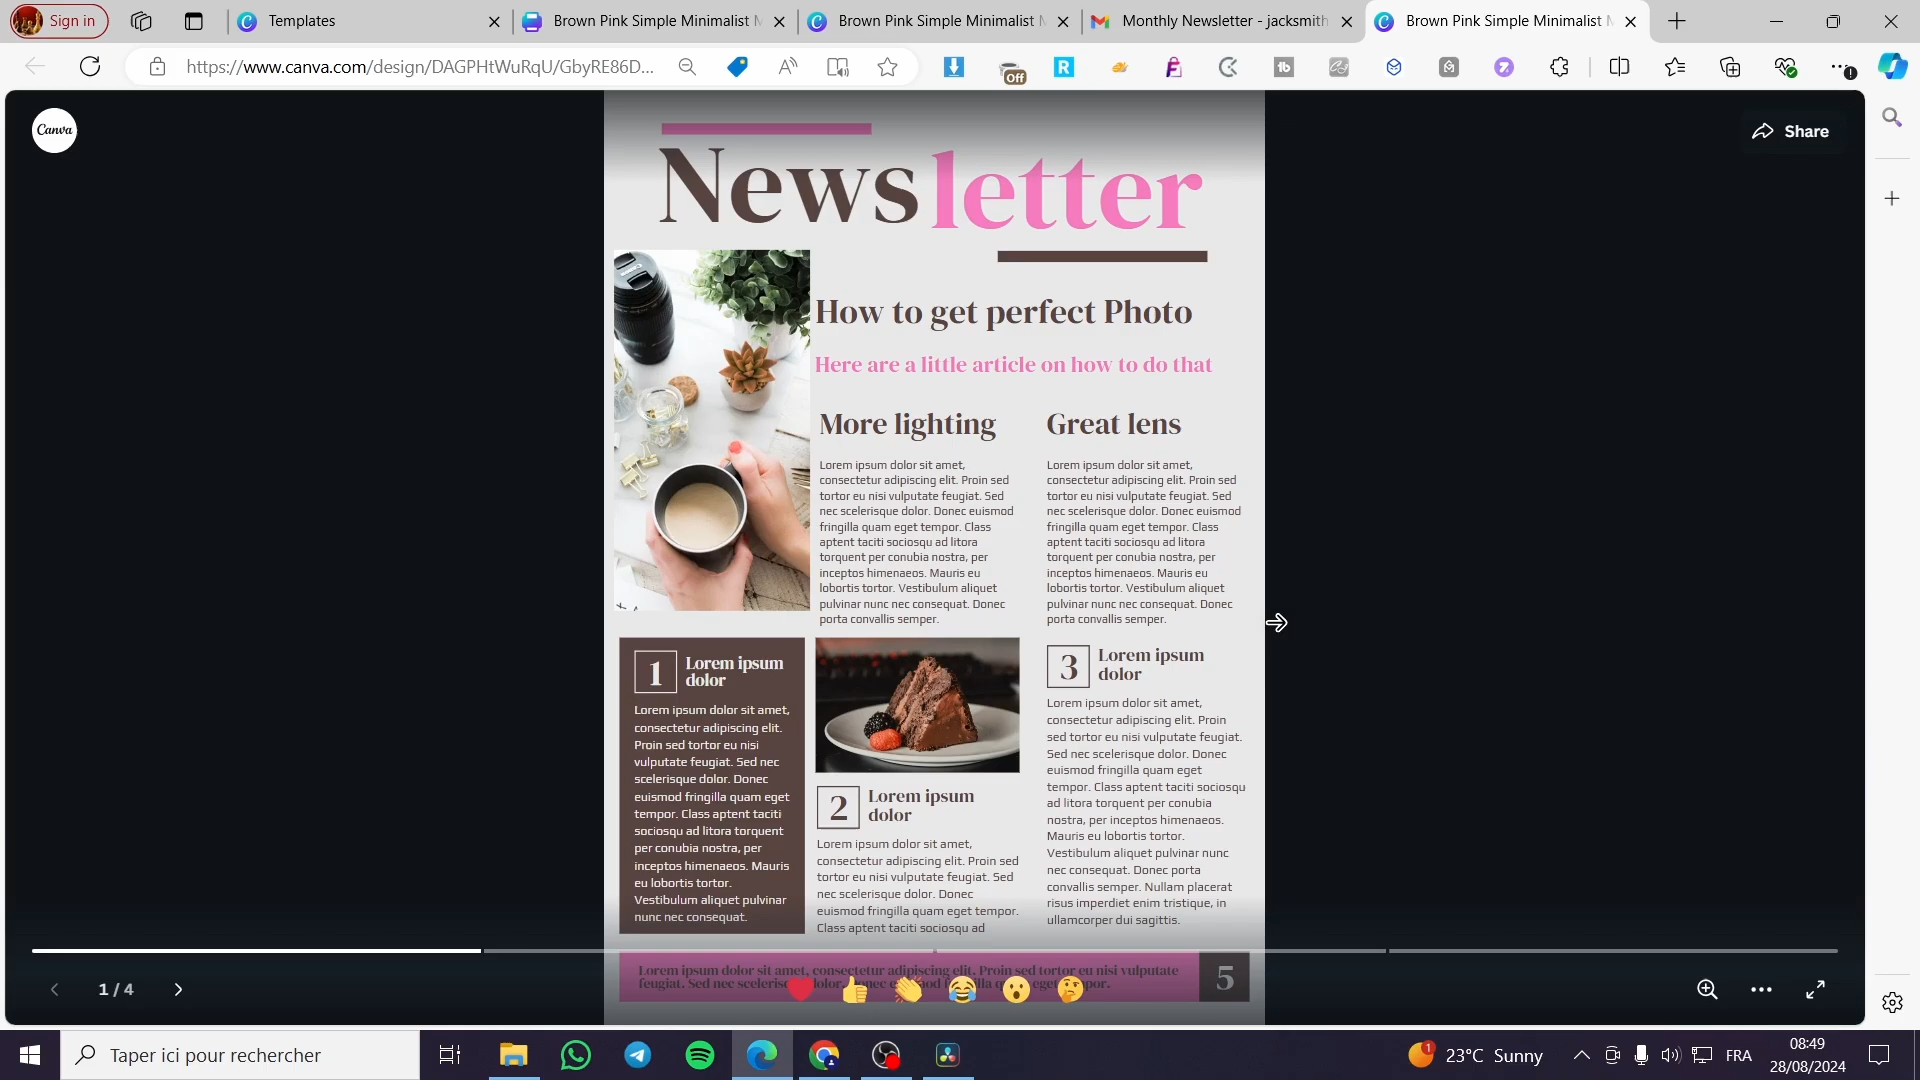 Sign in
Templates
Brown Pink Simple Minimalist
Brown Pink Simple Minimalist
Monthly Newsletter - jacksmith
Brown Pink Simple Minimalist
https://www.canva.com/design/DAGPHtWuRqU/GbyRE86D...
Off
Canva
Share
Newsletter
How to get perfect Photo
Here are a little article on how to do that
More lighting
Lorem ipsum dolor sit amet,
consectetur adipiscing elit. Proin sed
tortor eu nisi vulputate feugiat. Sed
nec scelerisque dolor. Donec euismod
fringilla quam eget tempor. Class
aptent taciti sociosqu ad litora
torquent per conubia nostra, per
inceptos himenaeos. Mauris eu
lobortis tortor. Vestibulum aliquet
pulvinar nunc nec consequat. Donec
porta convallis semper.
Great lens
Lorem ipsum dolor sit amet,
consectetur adipiscing elit. Proin sed
tortor eu nisi vulputate feugiat. Sed
nec scelerisque dolor. Donec euismod
fringilla quam eget tempor. Class
aptent taciti sociosqu ad litora
torquent per conubia nostra, per
inceptos himenaeos. Mauris eu
lobortis tortor. Vestibulum aliquet
pulvinar nunc nec consequat. Donec
porta convallis semper.
1
Lorem ipsum
dolor
Lorem ipsum dolor sit amet,
consectetur adipiscing elit.
Proin sed tortor eu nisi
vulputate feugiat. Sed nec
scelerisque dolor. Donec
euismod fringilla quam eget
tempor. Class aptent taciti
sociosqu ad litora torquent
per conubia nostra, per
inceptos himenaeos. Mauris
eu lobortis tortor.
Vestibulum aliquet pulvinar
nunc nec consequat.
2
Lorem ipsum
dolor
Lorem ipsum dolor sit amet,
consectetur adipiscing elit. Proin sed
tortor eu nisi vulputate feugiat. Sed
nec scelerisque dolor. Donec
euismod fringilla quam eget tempor.
Class aptent taciti sociosqu ad
3
Lorem ipsum
dolor
Lorem ipsum dolor sit amet,
consectetur adipiscing elit. Proin
sed tortor eu nisi vulputate feugiat.
Sed nec scelerisque dolor. Donec
euismod fringilla quam eget
tempor. Class aptent taciti sociosqu
ad litora torquent per conubia
nostra, per inceptos himenaeos.
Mauris eu lobortis tortor.
Vestibulum aliquet pulvinar nunc
nec consequat. Donec porta
convallis semper. Nullam placerat
risus imperdiet enim tristique, in
ullamcorper dui sagittis.
Lorem ipsum dolor sit amet, consectetur adipiscing elit. Proin sed tortor eu nisi vulputate
feugiat. Sed nec
5
1 / 4
Taper ici pour rechercher
1
23°C Sunny
FRA
08:49
28/08/2024